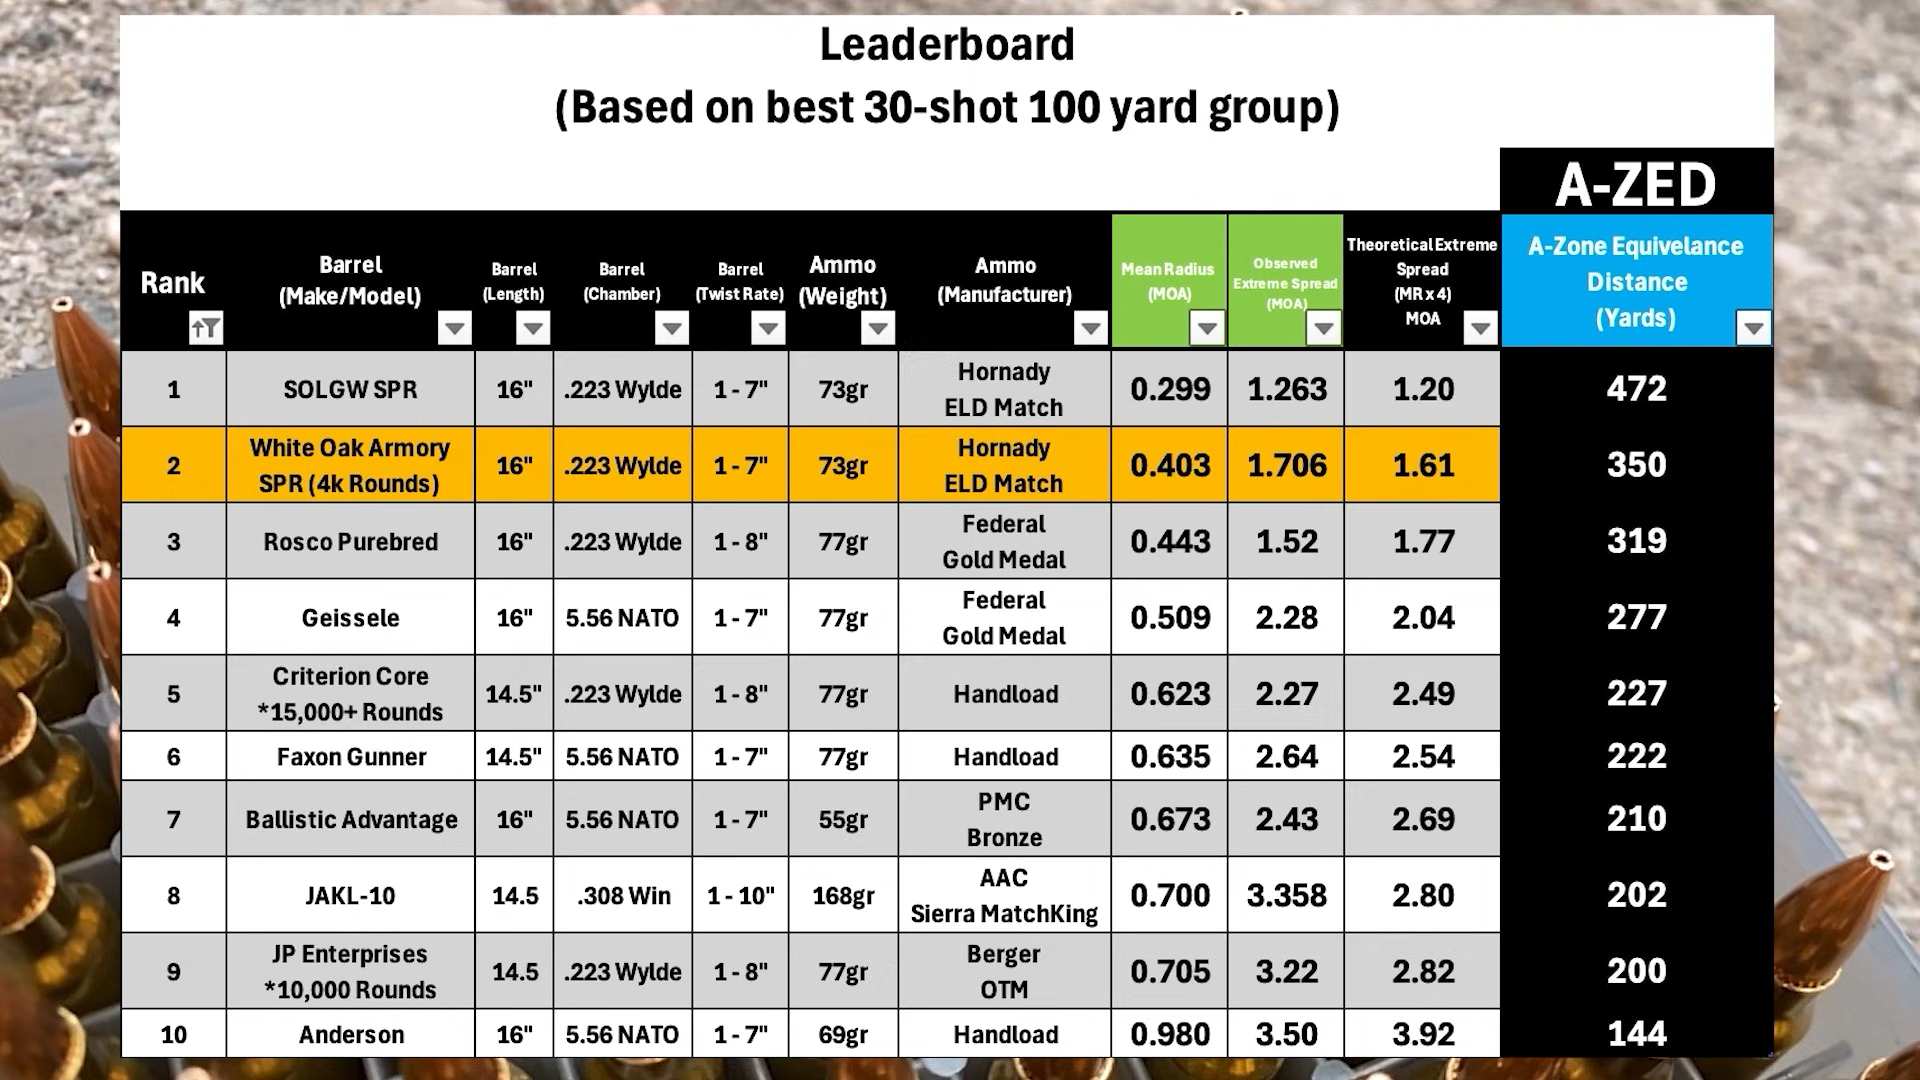 Leaderboard
(Based on best 30-shot 100 yard group)
A-ZED
Rank
Barrel
(Make/Model)
Barrel
(Length)
Barrel
(Chamber)
Barrel
(Twist Rate)
Ammo
(Weight)
Ammo
(Manufacturer)
Mean Radius
(MOA)
Observed
Extreme Spread
(MOA)
Theoretical Extreme
Spread
(MR x 4)
MOA
A-Zone Equivelance
Distance
(Yards)
1
SOLGW SPR
16"
.223 Wylde
1 - 7"
73gr
Hornady
ELD Match
0.299
1.263
1.20
472
2
White Oak Armory
SPR (4k Rounds)
16"
.223 Wylde
1 - 7"
73gr
Hornady
ELD Match
0.403
1.706
1.61
350
3
Rosco Purebred
16"
.223 Wylde
1 - 8"
77gr
Federal
Gold Medal
0.443
1.52
1.77
319
4
Geissele
16"
5.56 NATO
1 - 7"
77gr
Federal
Gold Medal
0.509
2.28
2.04
277
5
Criterion Core
*15,000+ Rounds
14.5"
.223 Wylde
1 - 8"
77gr
Handload
0.623
2.27
2.49
227
6
Faxon Gunner
14.5"
5.56 NATO
1 - 7"
77gr
Handload
0.635
2.64
2.54
222
7
Ballistic Advantage
16"
5.56 NATO
1 - 7"
55gr
PMC
Bronze
0.673
2.43
2.69
210
8
JAKL-10
14.5
.308 Win
1 - 10"
168gr
AAC
Sierra MatchKing
0.700
3.358
2.80
202
9
JP Enterprises
*10,000 Rounds
14.5
.223 Wylde
1 - 8"
77gr
Berger
OTM
0.705
3.22
2.82
200
10
Anderson
16"
5.56 NATO
1 - 7"
69gr
Handload
0.980
3.50
3.92
144